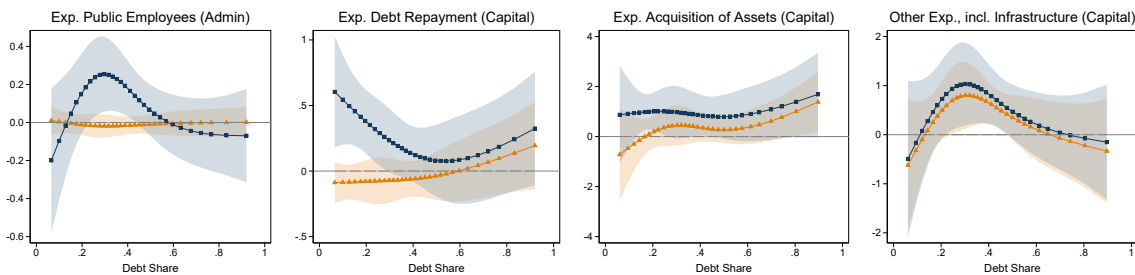 Exp. Public Employees (Admin)
0.4
0.2
0.0
-0.2
-0.4
-0.6
0 .2 .4 .6 .8 1
Debt Share
Exp. Debt Repayment (Capital)
1
.5
0
-.5
0 .2 .4 .6 .8 1
Debt Share
Exp. Acquisition of Assets (Capital)
4
2
0
-2
-4
0 .2 .4 .6 .8 1
Debt Share
Other Exp., incl. Infrastructure (Capital)
2
1
0
-1
-2
0 .2 .4 .6 .8 1
Debt Share